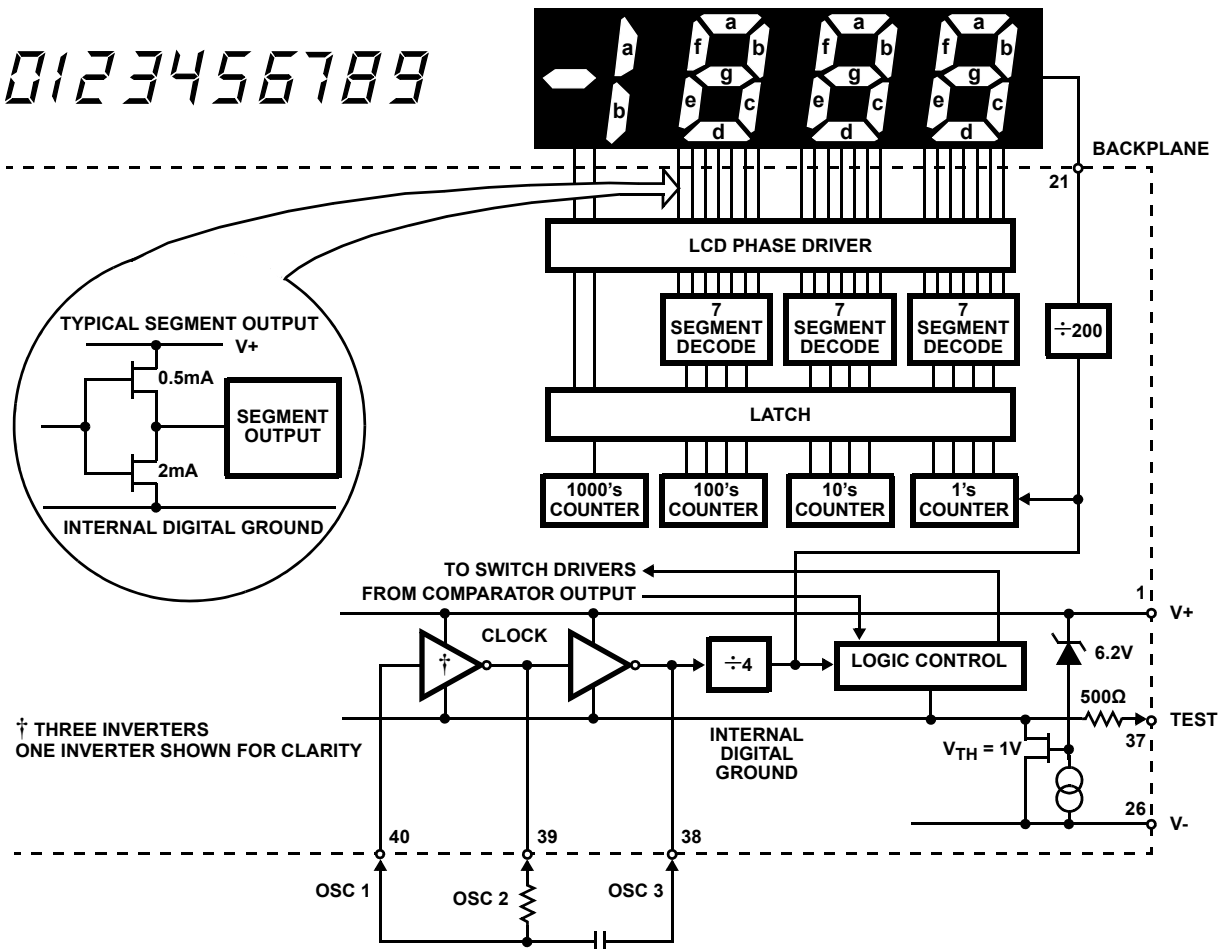 0123456789
a
b
a
f
b
g
e
c
d
a
f
b
g
e
c
d
a
f
b
g
e
c
d
BACKPLANE
21
LCD PHASE DRIVER
TYPICAL SEGMENT OUTPUT
V+
0.5mA
SEGMENT
OUTPUT
2mA
INTERNAL DIGITAL GROUND
7
SEGMENT
DECODE
7
SEGMENT
DECODE
7
SEGMENT
DECODE
÷200
LATCH
1000's
COUNTER
100's
COUNTER
10's
COUNTER
1's
COUNTER
TO SWITCH DRIVERS
FROM COMPARATOR OUTPUT
1
V+
CLOCK
†
÷4
LOGIC CONTROL
6.2V
500Ω
TEST
37
† THREE INVERTERS
ONE INVERTER SHOWN FOR CLARITY
INTERNAL
DIGITAL
GROUND
VTH = 1V
26
V-
40
39
38
OSC 1
OSC 2
OSC 3